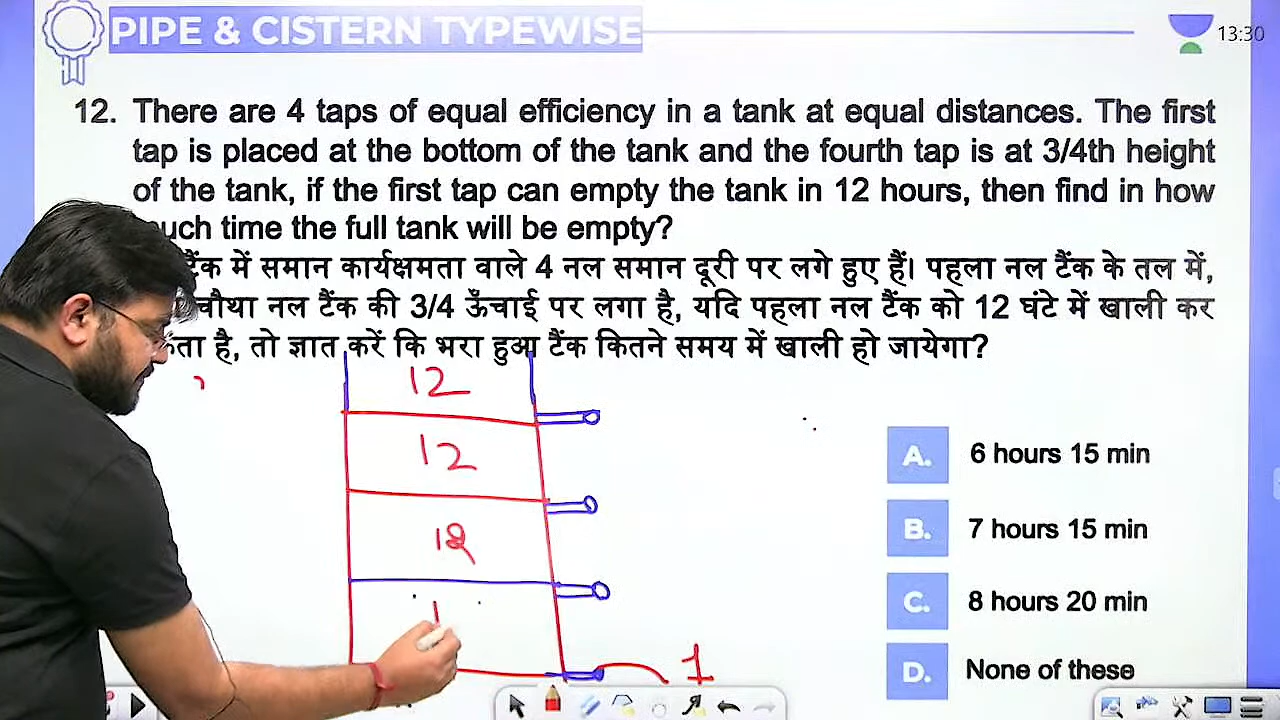 PIPE & CISTERN TYPEWISE
13:30
12. There are 4 taps of equal efficiency in a tank at equal distances. The first
tap is placed at the bottom of the tank and the fourth tap is at 3/4th height
of the tank, if the first tap can empty the tank in 12 hours, then find in how
uch time the full tank will be empty?
टैंक में समान कार्यक्षमता वाले 4 नल समान दूरी पर लगे हुए हैं। पहला नल टैंक के तल में,
चौथा नल टैंक की 3/4 ऊँचाई पर लगा है, यदि पहला नल टैंक को 12 घंटे में खाली कर
ता है, तो ज्ञात करें कि भरा हुआ टैंक कितने समय में खाली हो जायेगा?
12
12
12
1
1
A. 6 hours 15 min
B. 7 hours 15 min
C. 8 hours 20 min
D. None of these